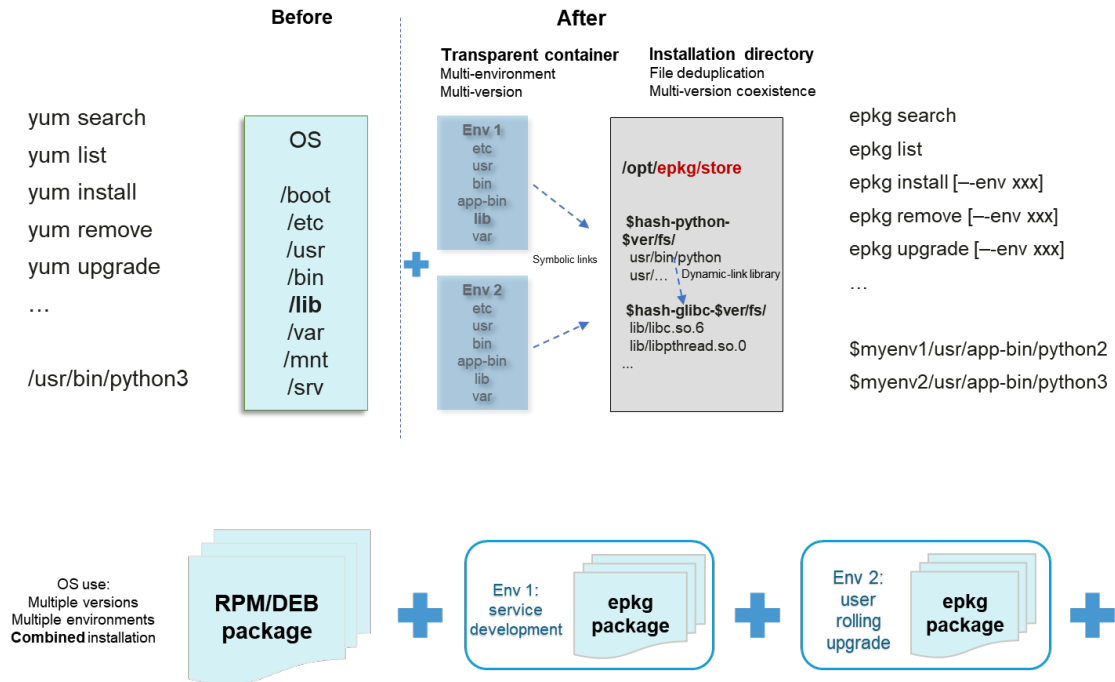 Before
After
Transparent container
Multi-environment
Multi-version
Installation directory
File deduplication
Multi-version coexistence
yum search
yum list
yum install
yum remove
yum upgrade
...
/usr/bin/python3
OS
/boot
/etc
/usr
/bin
/lib
/var
/mnt
/srv
Env 1
etc
usr
bin
app-bin
lib
var
Env 2
etc
usr
bin
app-bin
lib
var
Symbolic links
/opt/epkg/store
$hash-python-
$ver/fs/
usr/bin/python
usr/... Dynamic-link library
$hash-glibc-$ver/fs/
lib/libc.so.6
lib/libpthread.so.0
...
epkg search
epkg list
epkg install [–-env xxx]
epkg remove [–-env xxx]
epkg upgrade [–-env xxx]
...
$myenv1/usr/app-bin/python2
$myenv2/usr/app-bin/python3
OS use:
Multiple versions
Multiple environments
Combined installation
RPM/DEB
package
Env 1:
service
development
epkg
package
Env 2:
user
rolling
upgrade
epkg
package